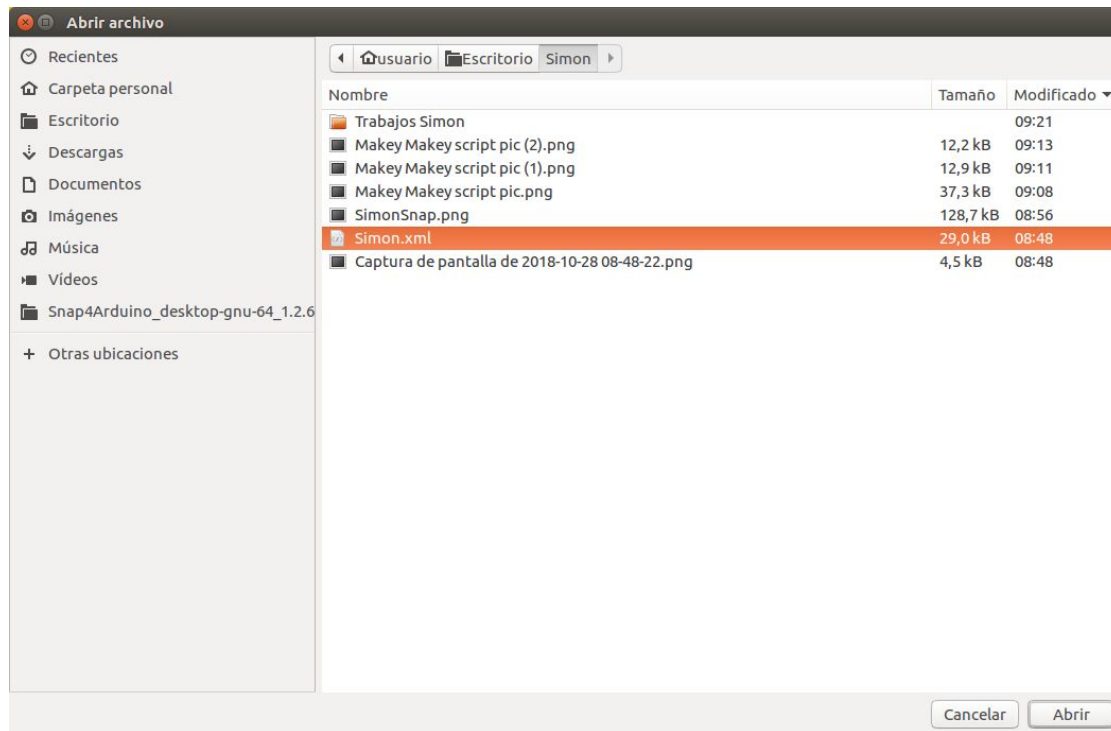 Abrir archivo
Recientes
Carpeta personal
Escritorio
Descargas
Documentos
Imágenes
Música
Vídeos
Snap4Arduino_desktop-gnu-64_1.2.6
Otras ubicaciones
usuario Escritorio Simon
Nombre Tamaño Modificado
Trabajos Simon 09:21
Makey Makey script pic (2).png 12,2 kB 09:13
Makey Makey script pic (1).png 12,9 kB 09:11
Makey Makey script pic.png 37,3 kB 09:08
SimonSnap.png 128,7 kB 08:56
Simon.xml 29,0 kB 08:48
Captura de pantalla de 2018-10-28 08-48-22.png 4,5 kB 08:48
Cancelar Abrir